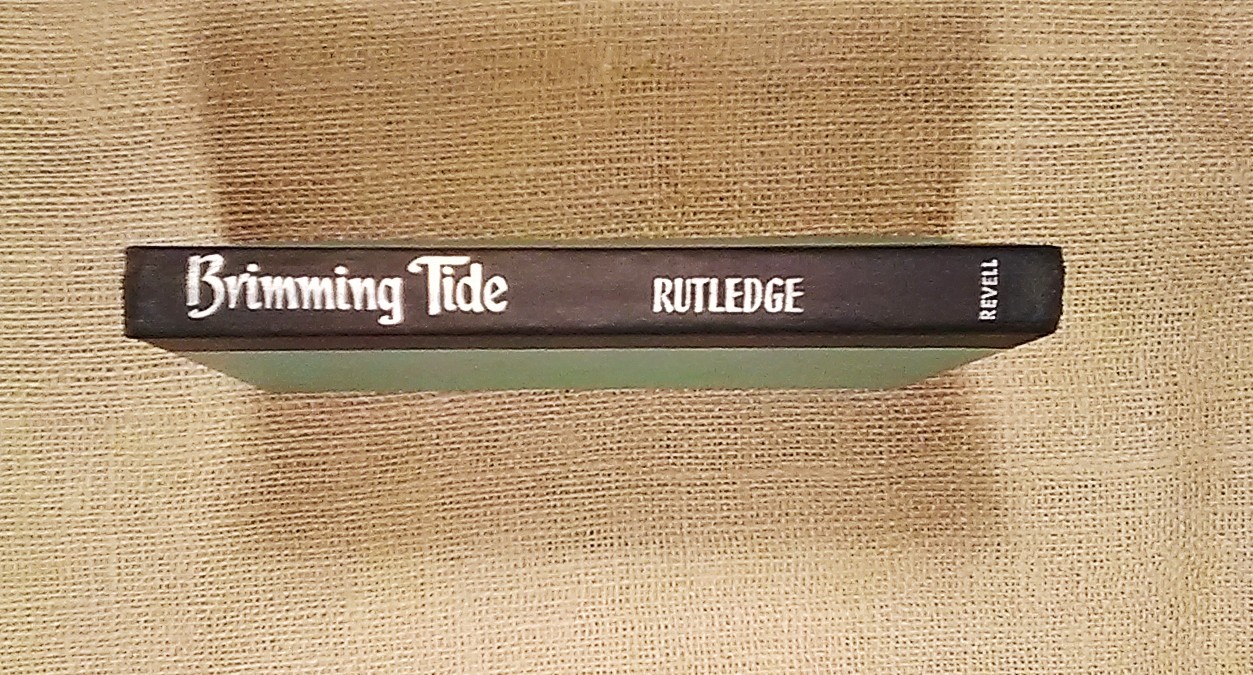 Brimming Tide
RUTLEDGE
REVELL